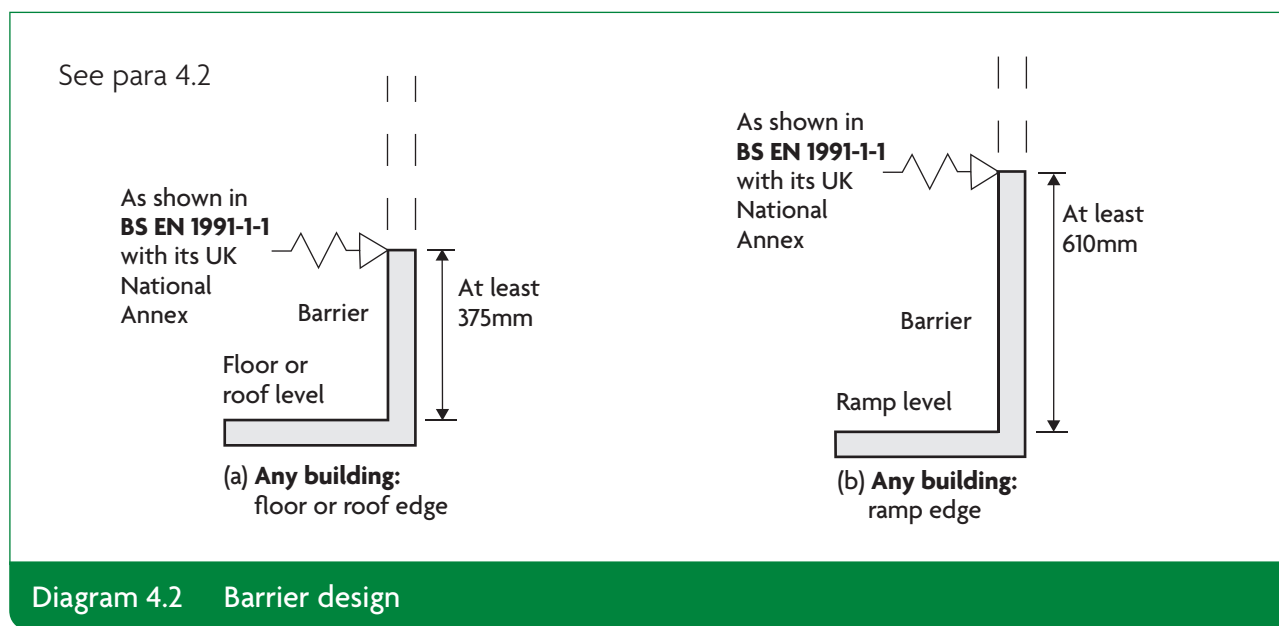 See para 4.2
As shown in
BS EN 1991-1-1
with its UK
National
Annex
Barrier
At least
375mm
Floor or
roof level
(a) Any building:
floor or roof edge
As shown in
BS EN 1991-1-1
with its UK
National
Annex
At least
610mm
Barrier
Ramp level
(b) Any building:
ramp edge
Diagram 4.2 Barrier design